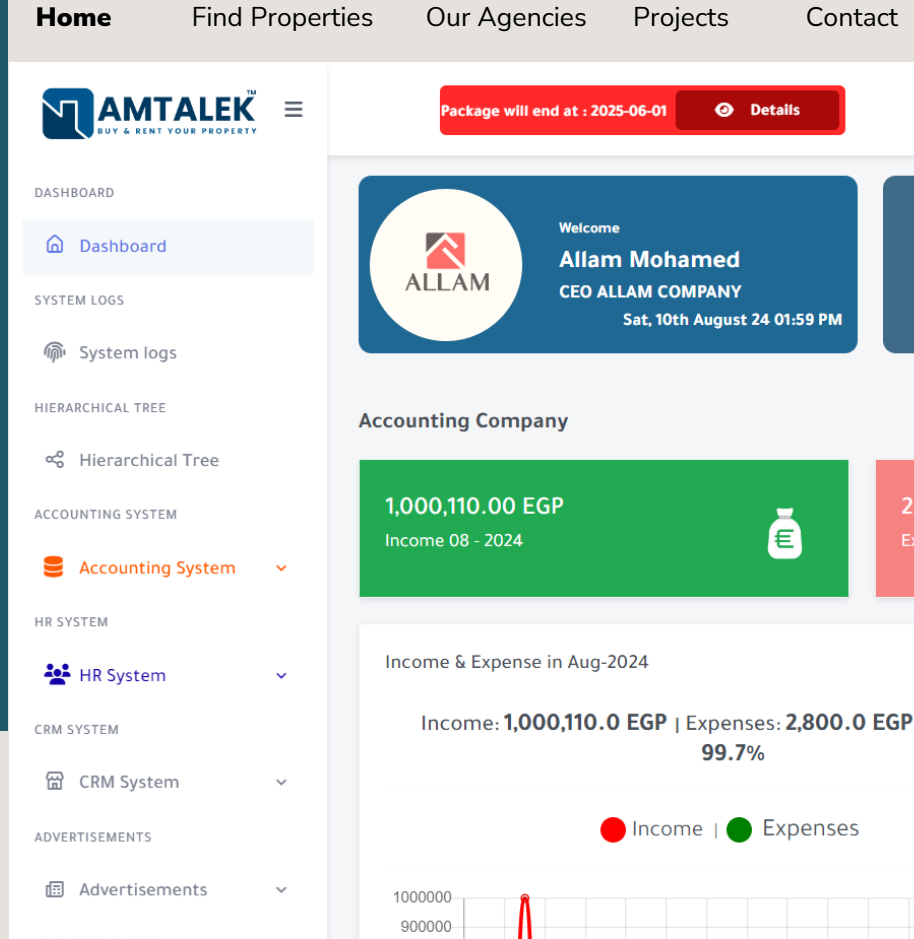 Home Find Properties Our Agencies Projects Contact
AMTALEK™
BUY & RENT YOUR PROPERTY
Package will end at : 2025-06-01 Details
DASHBOARD
Dashboard
SYSTEM LOGS
System logs
HIERARCHICAL TREE
Hierarchical Tree
ACCOUNTING SYSTEM
Accounting System
HR SYSTEM
HR System
CRM SYSTEM
CRM System
ADVERTISEMENTS
Advertisements
ALLAM
Welcome
Allam Mohamed
CEO ALLAM COMPANY
Sat, 10th August 24 01:59 PM
Accounting Company
1,000,110.00 EGP
Income 08 - 2024
€
2
Income & Expense in Aug-2024
Income: 1,000,110.0 EGP | Expenses: 2,800.0 EGP
99.7%
Income | Expenses
1000000
900000